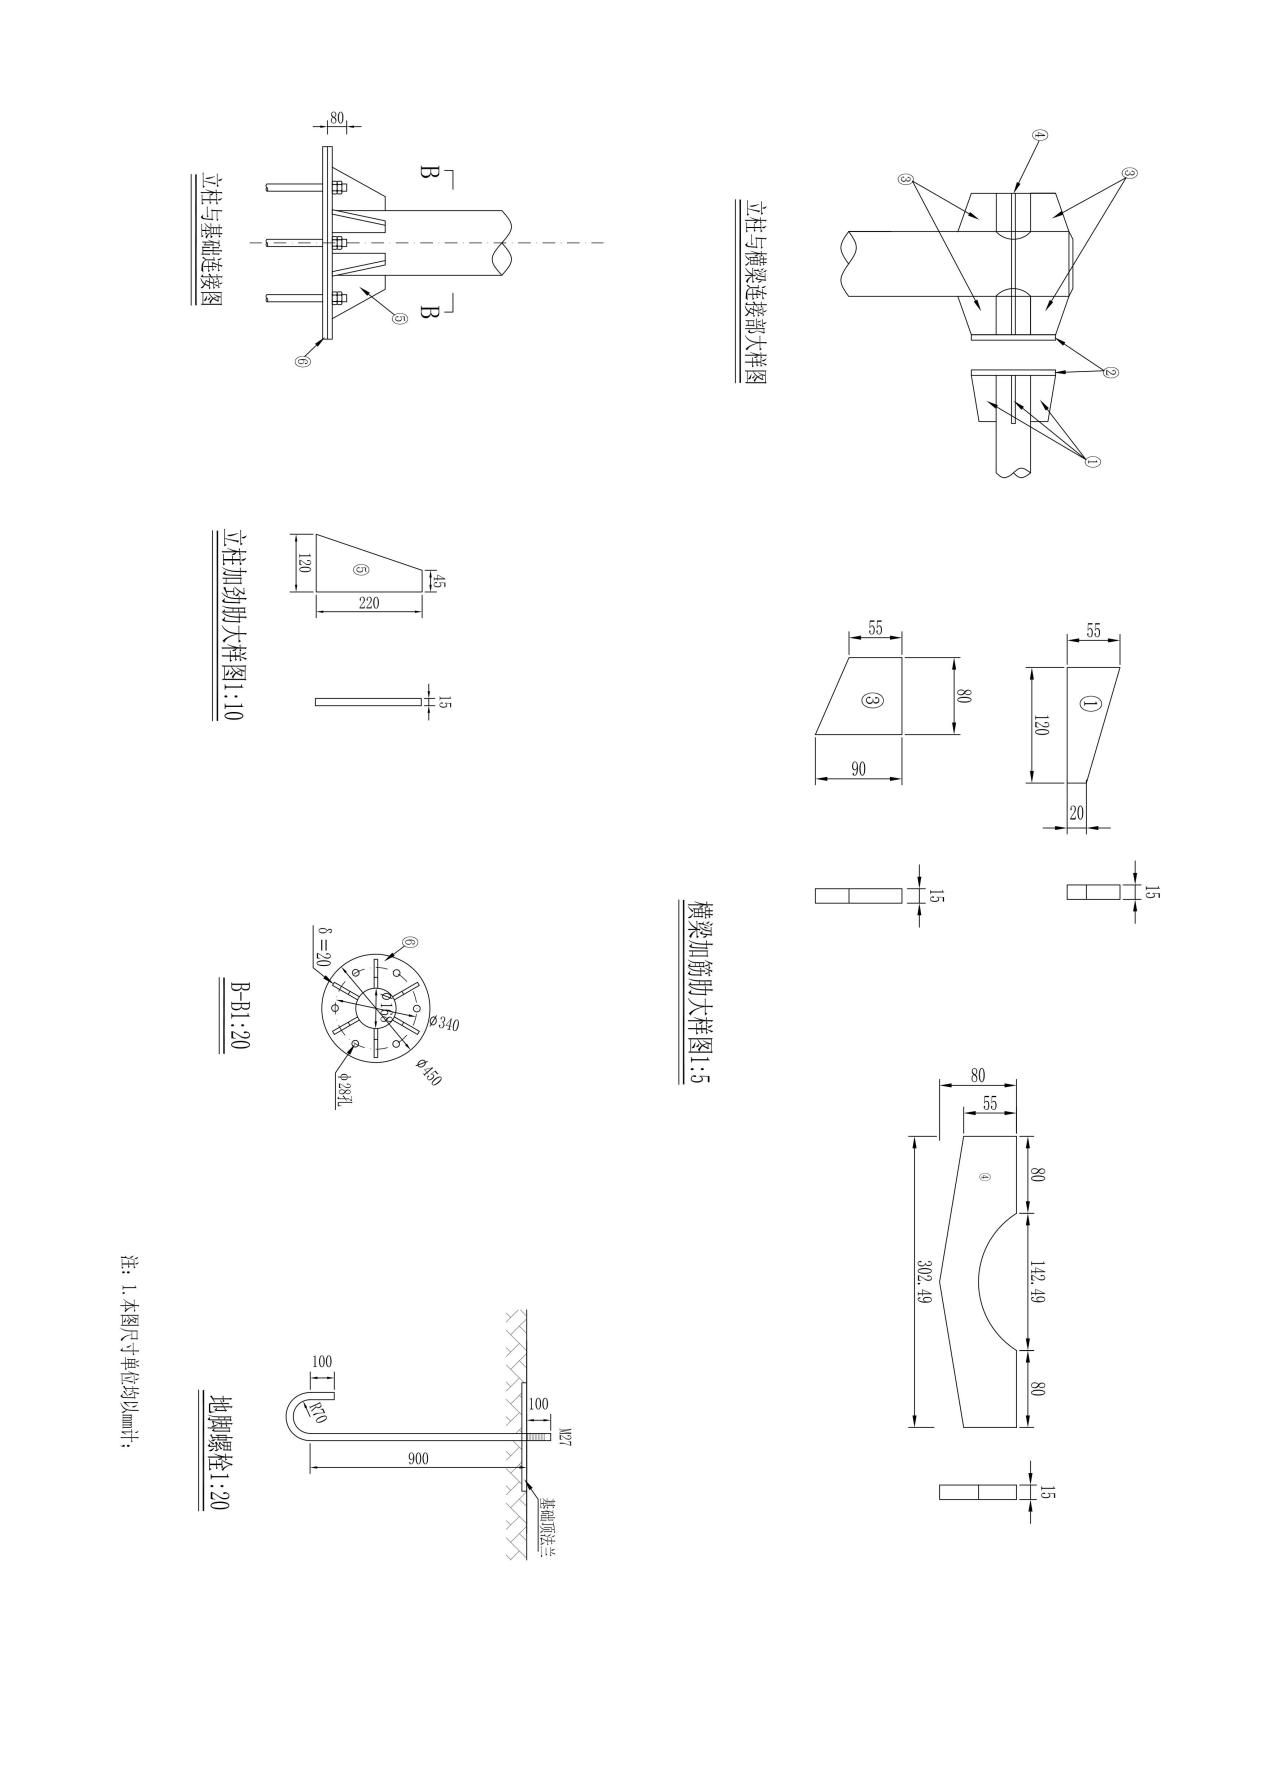 ④
③
③
②
①
立柱与横梁连接部大样图
55
①
120
20
15
55
③
80
90
15
80
55
④
80
142.49
80
302.49
15
横梁加筋肋大样图1:5
80
B
B
⑤
⑥
立柱与基础连接图
45
⑤
120
220
15
立柱加劲肋大样图1:10
⑥
δ=20
Φ168
Φ340
Φ450
φ28孔
B-B1:20
M27
100
基础顶法兰
900
100
R70
地脚螺栓1:20
注：1.本图尺寸单位均以mm计；